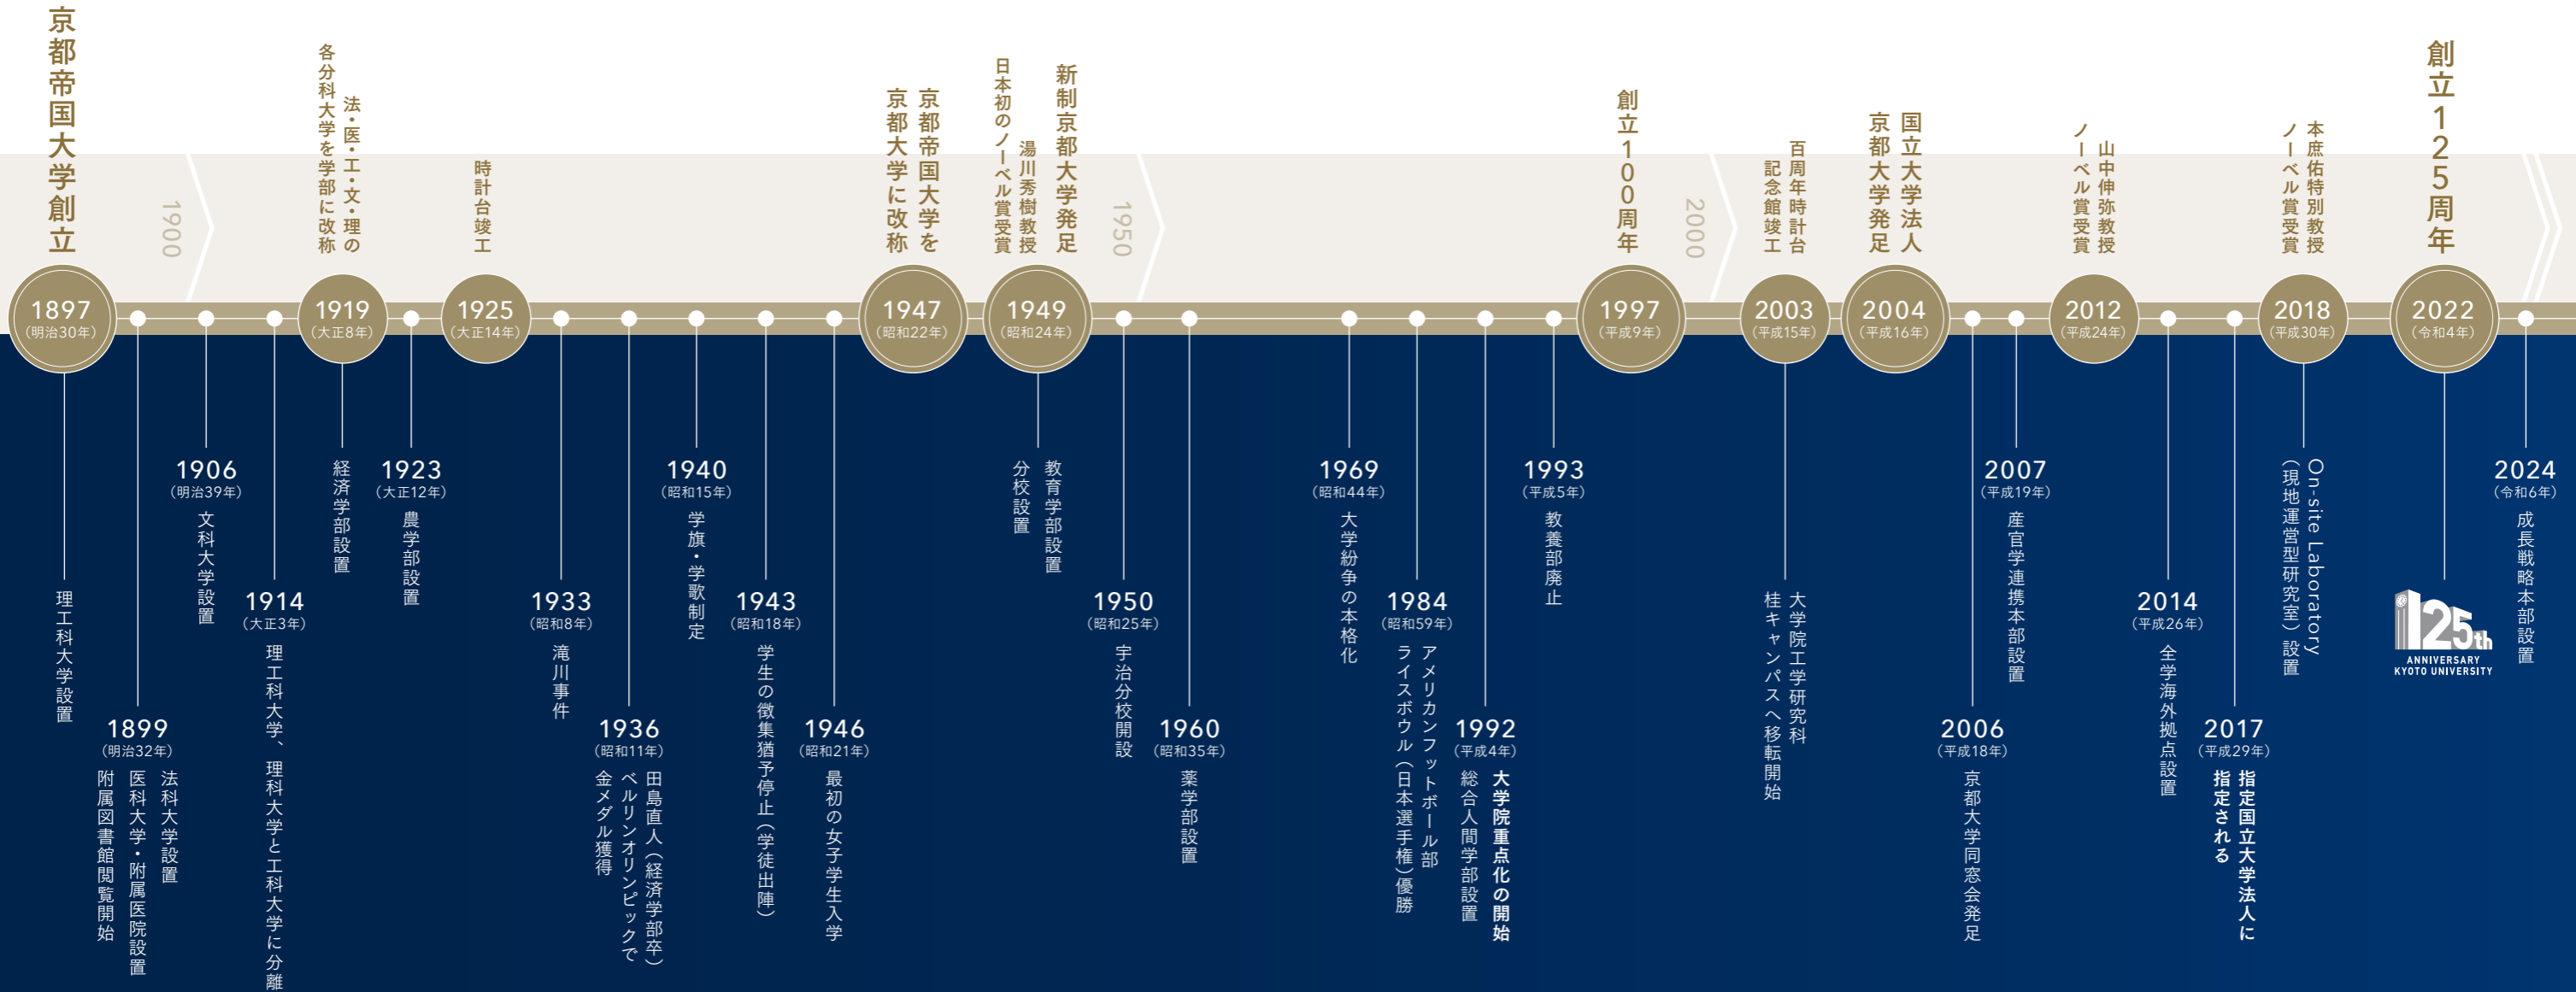 京都帝国大学創立
1897
(明治30年)
理工科大学設置
1900
1899
(明治32年)
法科大学設置
医科大学・附属医院設置
附属図書館閲覧開始
1906
(明治39年)
文科大学設置
1914
(大正3年)
理工科大学、理科大学と工科大学に分離
法・医・工・文・理の
各分科大学を学部に改称
1919
(大正8年)
経済学部設置
1923
(大正12年)
農学部設置
時計台竣工
1925
(大正14年)
1933
(昭和8年)
滝川事件
1936
(昭和11年)
田島直人(経済学部卒)
ベルリンオリンピックで
金メダル獲得
1940
(昭和15年)
学旗・学歌制定
1943
(昭和18年)
学生の徴集猶予停止(学徒出陣)
1946
(昭和21年)
最初の女子学生入学
京都帝国大学を
京都大学に改称
1947
(昭和22年)
新制京都大学発足
湯川秀樹教授
日本初のノーベル賞受賞
1949
(昭和24年)
教育学部設置
分校設置
1950
1950
(昭和25年)
宇治分校開設
1960
(昭和35年)
薬学部設置
1969
(昭和44年)
大学紛争の本格化
1984
(昭和59年)
アメリカンフットボール部
ライスボウル(日本選手権)優勝
1992
(平成4年)
大学院重点化の開始
総合人間学部設置
1993
(平成5年)
教養部廃止
創立100周年
1997
(平成9年)
2000
百周年時計台
記念館竣工
2003
(平成15年)
大学院工学研究科
桂キャンパスへ移転開始
国立大学法人
京都大学発足
2004
(平成16年)
2006
(平成18年)
京都大学同窓会発足
2007
(平成19年)
産官学連携本部設置
山中伸弥教授
ノーベル賞受賞
2012
(平成24年)
2014
(平成26年)
全学海外拠点設置
2017
(平成29年)
指定国立大学法人に
指定される
本庶佑特別教授
ノーベル賞受賞
2018
(平成30年)
On-site Laboratory
(現地運営型研究室)設置
創立125周年
2022
(令和4年)
125th
ANNIVERSARY
KYOTO UNIVERSITY
2024
(令和6年)
成長戦略本部設置